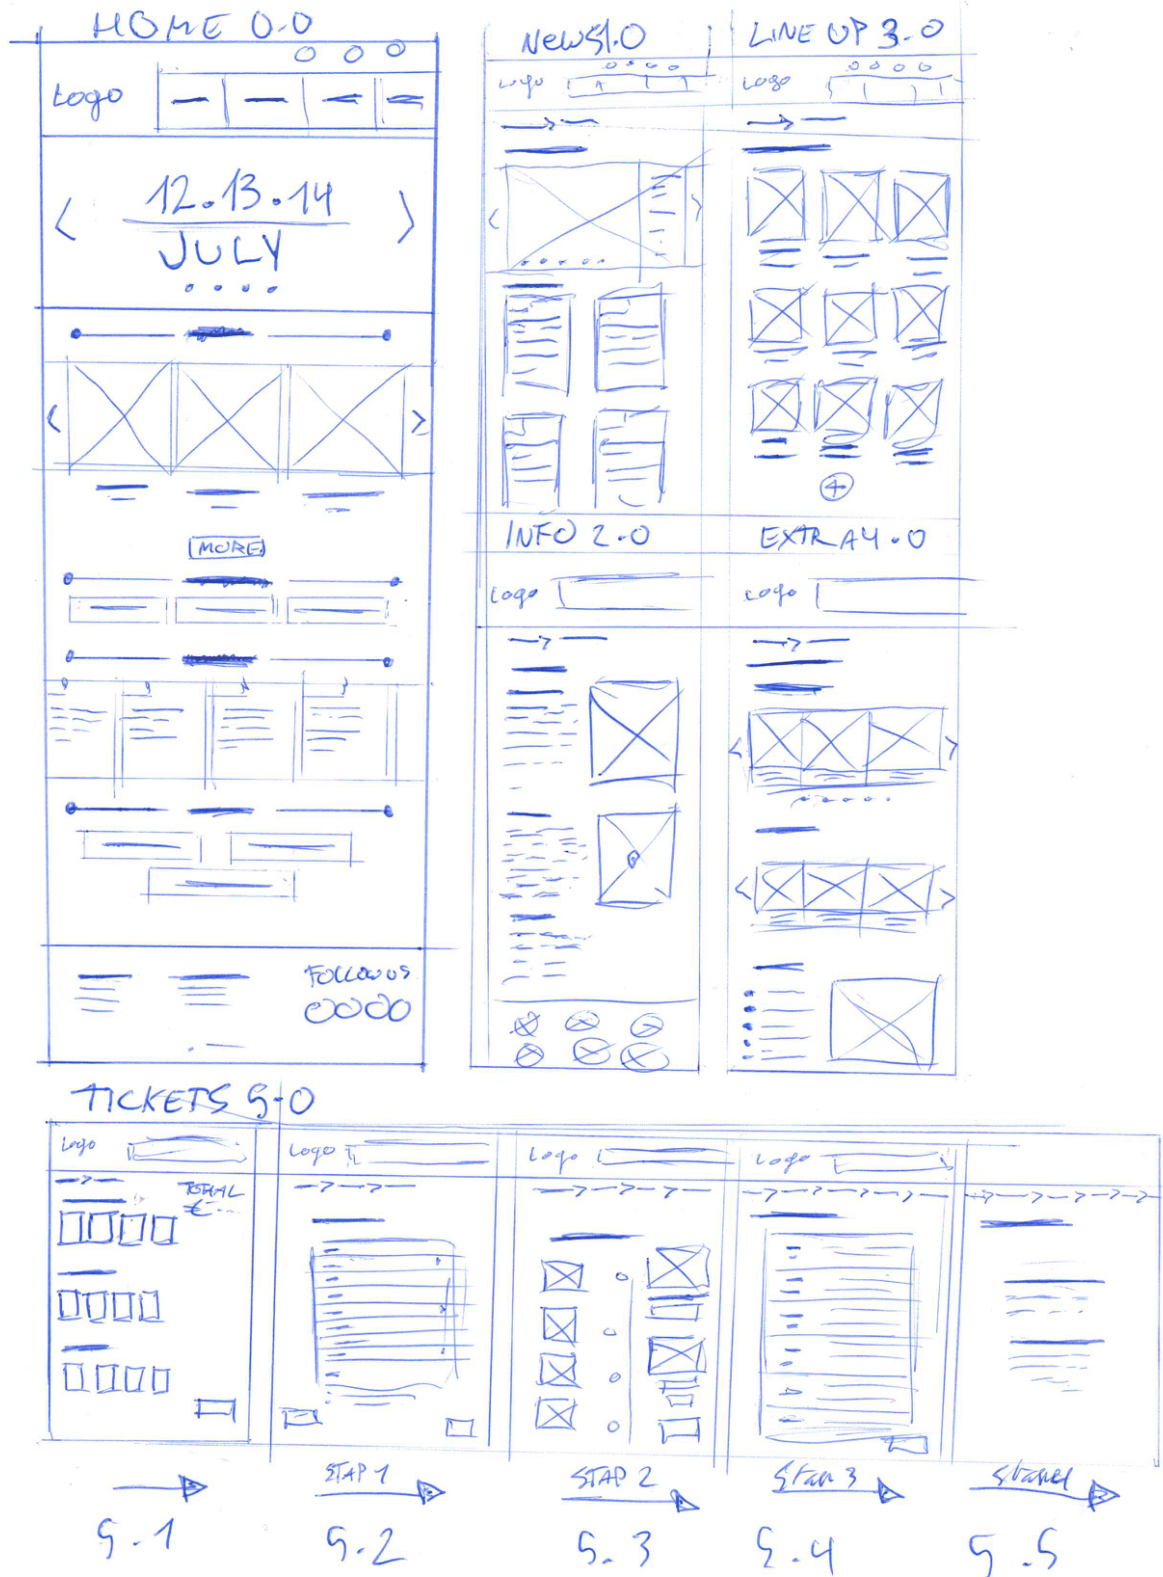 HOME 0.0
Logo
12.13.14
JULY
MORE
FOLLOW US
NEWS 1.0
Logo
LINE UP 3.0
Logo
INFO 2.0
Logo
EXTRA 4.0
Logo
TICKETS 5.0
Logo
TOTAAL
€
Logo
Logo
Logo
STAP 1
STAP 2
Stap 3
5.1
5.2
5.3
5.4
5.5